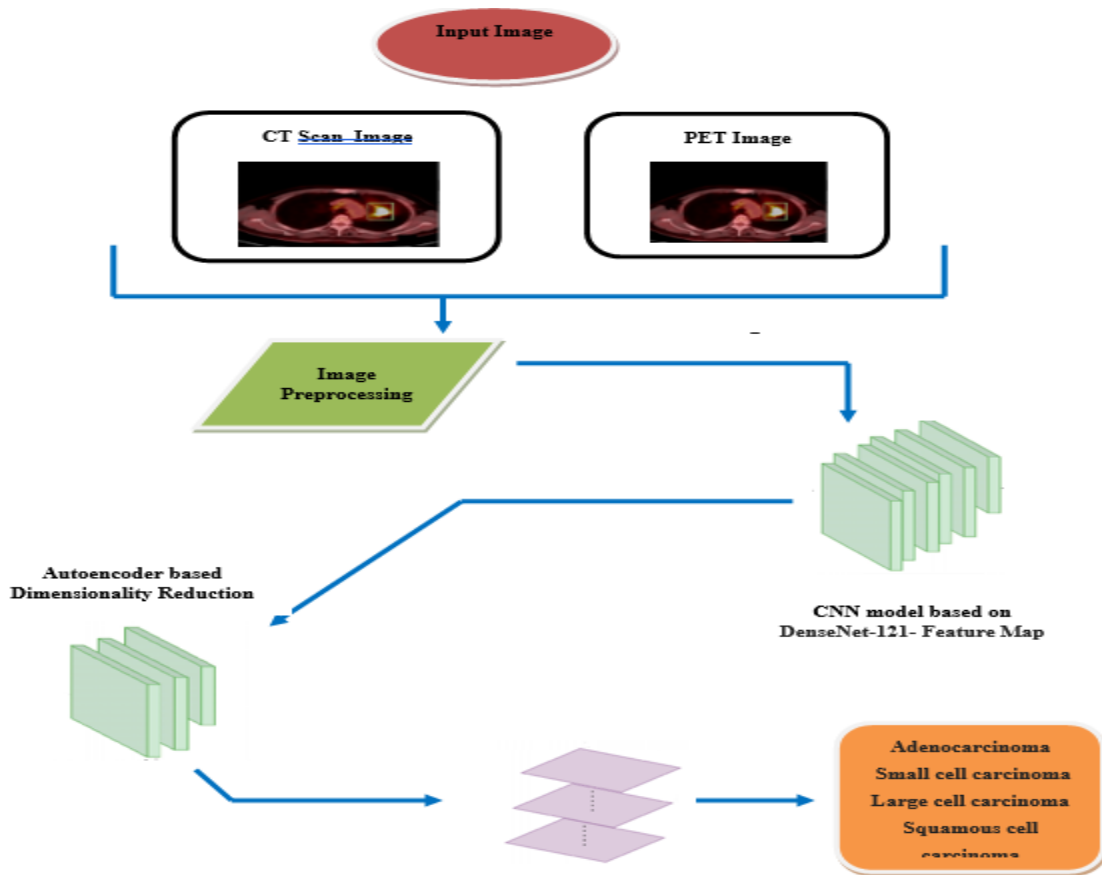 Input Image
CT Scan Image
PET Image
Image
Preprocessing
Autoencoder based
Dimensionality Reduction
CNN model based on
DenseNet-121- Feature Map
Adenocarcinoma
Small cell carcinoma
Large cell carcinoma
Squamous cell
carcinoma